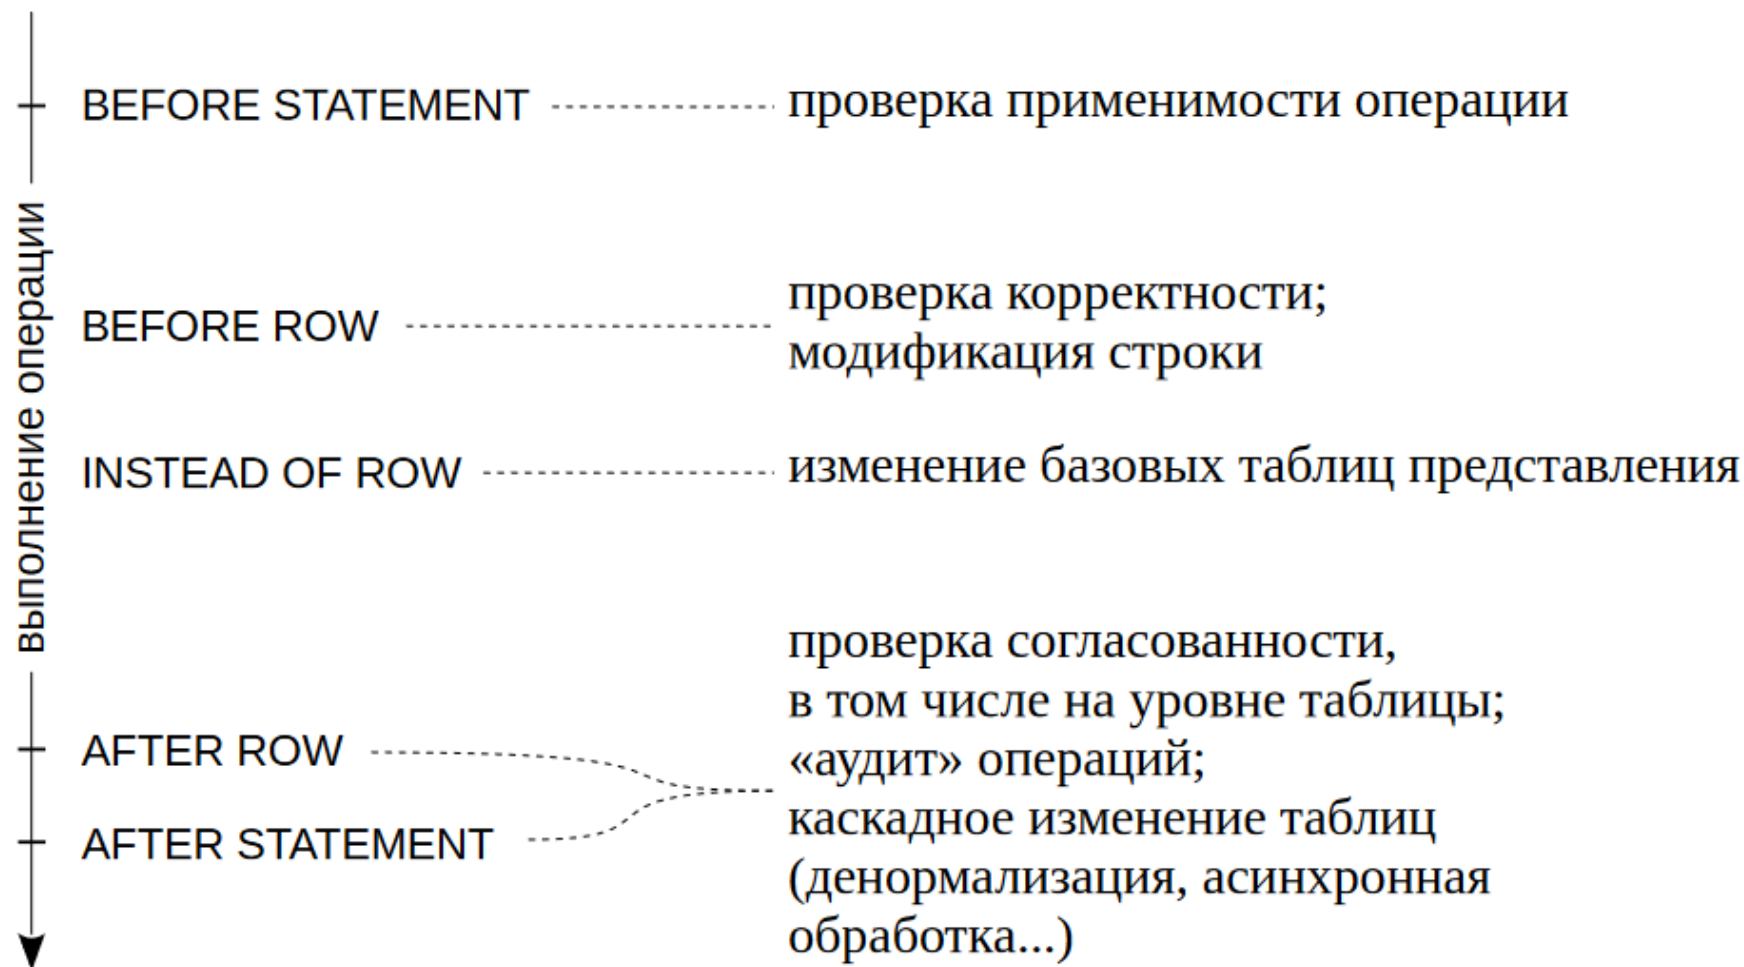 BEFORE STATEMENT проверка применимости операции
выполнение операции
BEFORE ROW проверка корректности;
модификация строки
INSTEAD OF ROW изменение базовых таблиц представления
проверка согласованности,
в том числе на уровне таблицы;
AFTER ROW «аудит» операций;
каскадное изменение таблиц
AFTER STATEMENT (денормализация, асинхронная
обработка...)